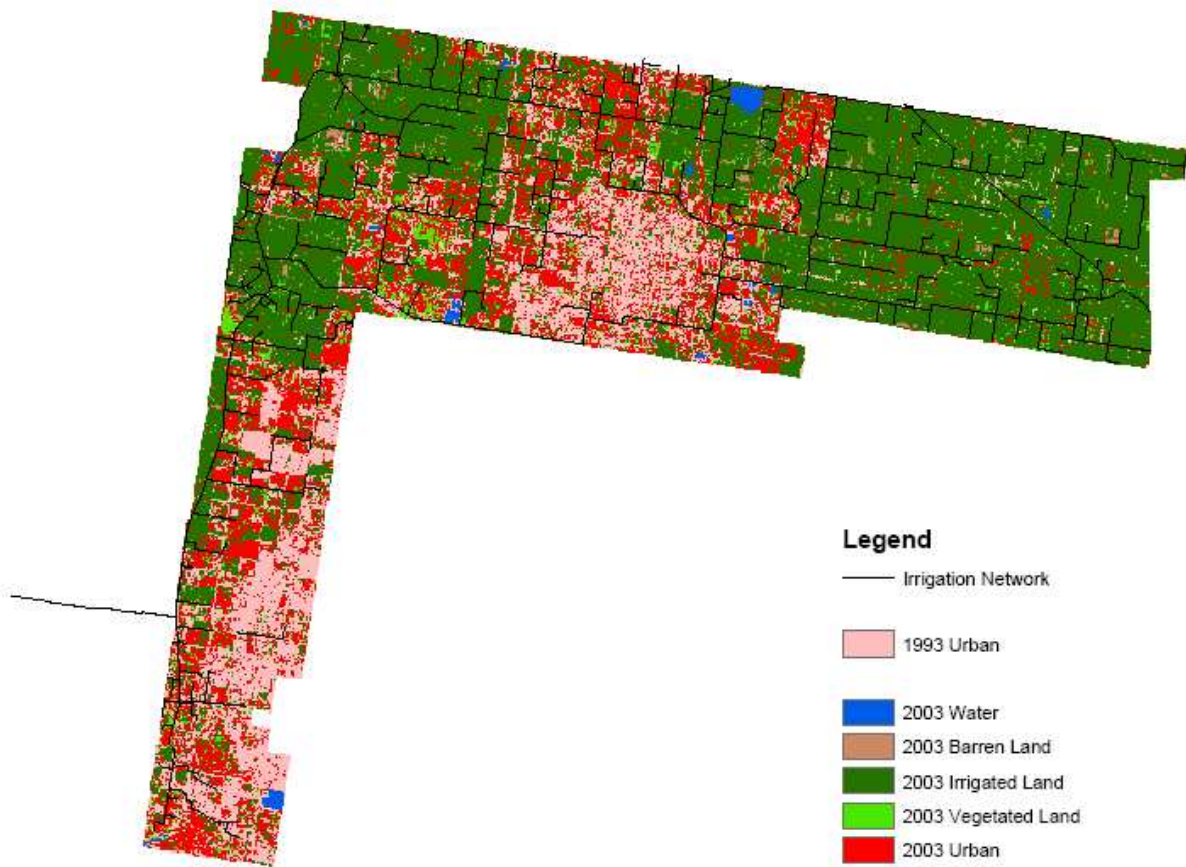 Legend
Irrigation Network
1993 Urban
2003 Water
2003 Barren Land
2003 Irrigated Land
2003 Vegetated Land
2003 Urban